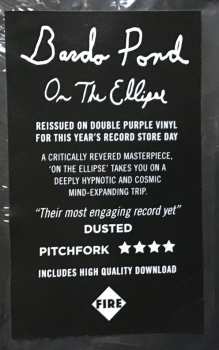 Bardo Pond
On The Ellipse
REISSUED ON DOUBLE PURPLE VINYL
FOR THIS YEAR'S RECORD STORE DAY
A CRITICALLY REVERED MASTERPIECE,
'ON THE ELLIPSE' TAKES YOU ON A
DEEPLY HYPNOTIC AND COSMIC
MIND-EXPANDING TRIP.
"Their most engaging record yet"
DUSTED
PITCHFORK ★★★★
INCLUDES HIGH QUALITY DOWNLOAD
FIRE